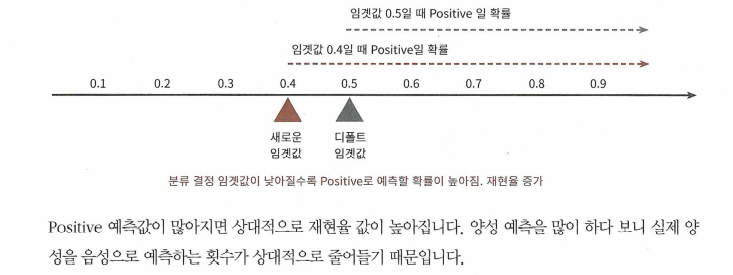 임곗값 0.5일 때 Positive 일 확률
임곗값 0.4일 때 Positive일 확률
0.1 0.2 0.3 0.4 0.5 0.6 0.7 0.8 0.9
새로운 디폴트
임곗값 임곗값
분류 결정 임곗값이 낮아질수록 Positive로 예측할 확률이 높아짐. 재현율 증가
Positive 예측값이 많아지면 상대적으로 재현율 값이 높아집니다. 양성 예측을 많이 하다 보니 실제 양
성을 음성으로 예측하는 횟수가 상대적으로 줄어들기 때문입니다.